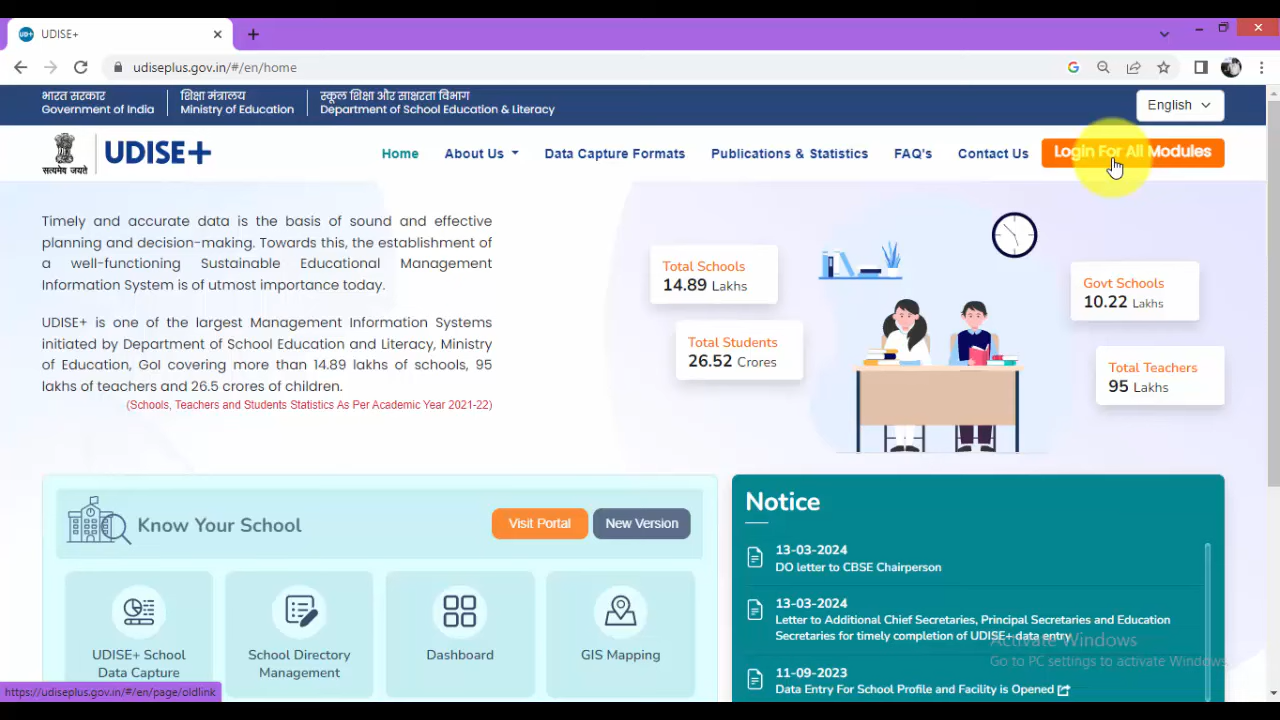 UDISE+
udiseplus.gov.in/#/en/home
भारत सरकार
Government of India
शिक्षा मंत्रालय
Ministry of Education
स्कूल शिक्षा और साक्षरता विभाग
Department of School Education & Literacy
English
सत्यमेव जयते
UDISE+
Home
About Us
Data Capture Formats
Publications & Statistics
FAQ's
Contact Us
Login For All Modules
Timely and accurate data is the basis of sound and effective
planning and decision-making. Towards this, the establishment of
a well-functioning Sustainable Educational Management
Information System is of utmost importance today.
UDISE+ is one of the largest Management Information Systems
initiated by Department of School Education and Literacy, Ministry
of Education, GoI covering more than 14.89 lakhs of schools, 95
lakhs of teachers and 26.5 crores of children.
(Schools, Teachers and Students Statistics As Per Academic Year 2021-22)
Total Schools
14.89 Lakhs
Total Students
26.52 Crores
Govt Schools
10.22 Lakhs
Total Teachers
95 Lakhs
Know Your School
Visit Portal
New Version
UDISE+ School
Data Capture
School Directory
Management
Dashboard
GIS Mapping
Notice
13-03-2024
DO letter to CBSE Chairperson
13-03-2024
Letter to Additional Chief Secretaries, Principal Secretaries and Education
Secretaries for timely completion of UDISE+ data entry
11-09-2023
Data Entry For School Profile and Facility is Opened
Activate Windows
Go to PC settings to activate Windows.
https://udiseplus.gov.in/#/en/page/oldlink